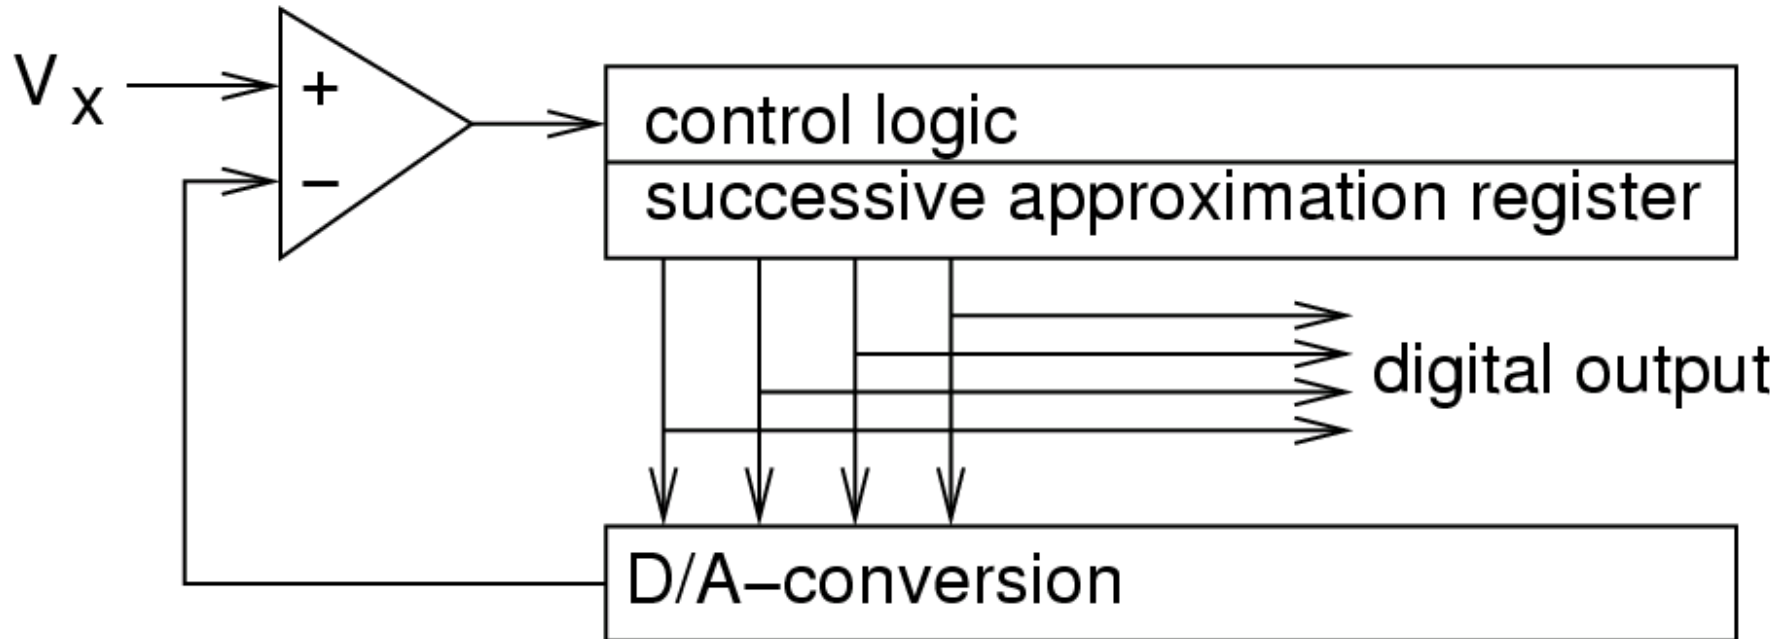 V x
+
−
control logic
successive approximation register
digital output
D/A−conversion